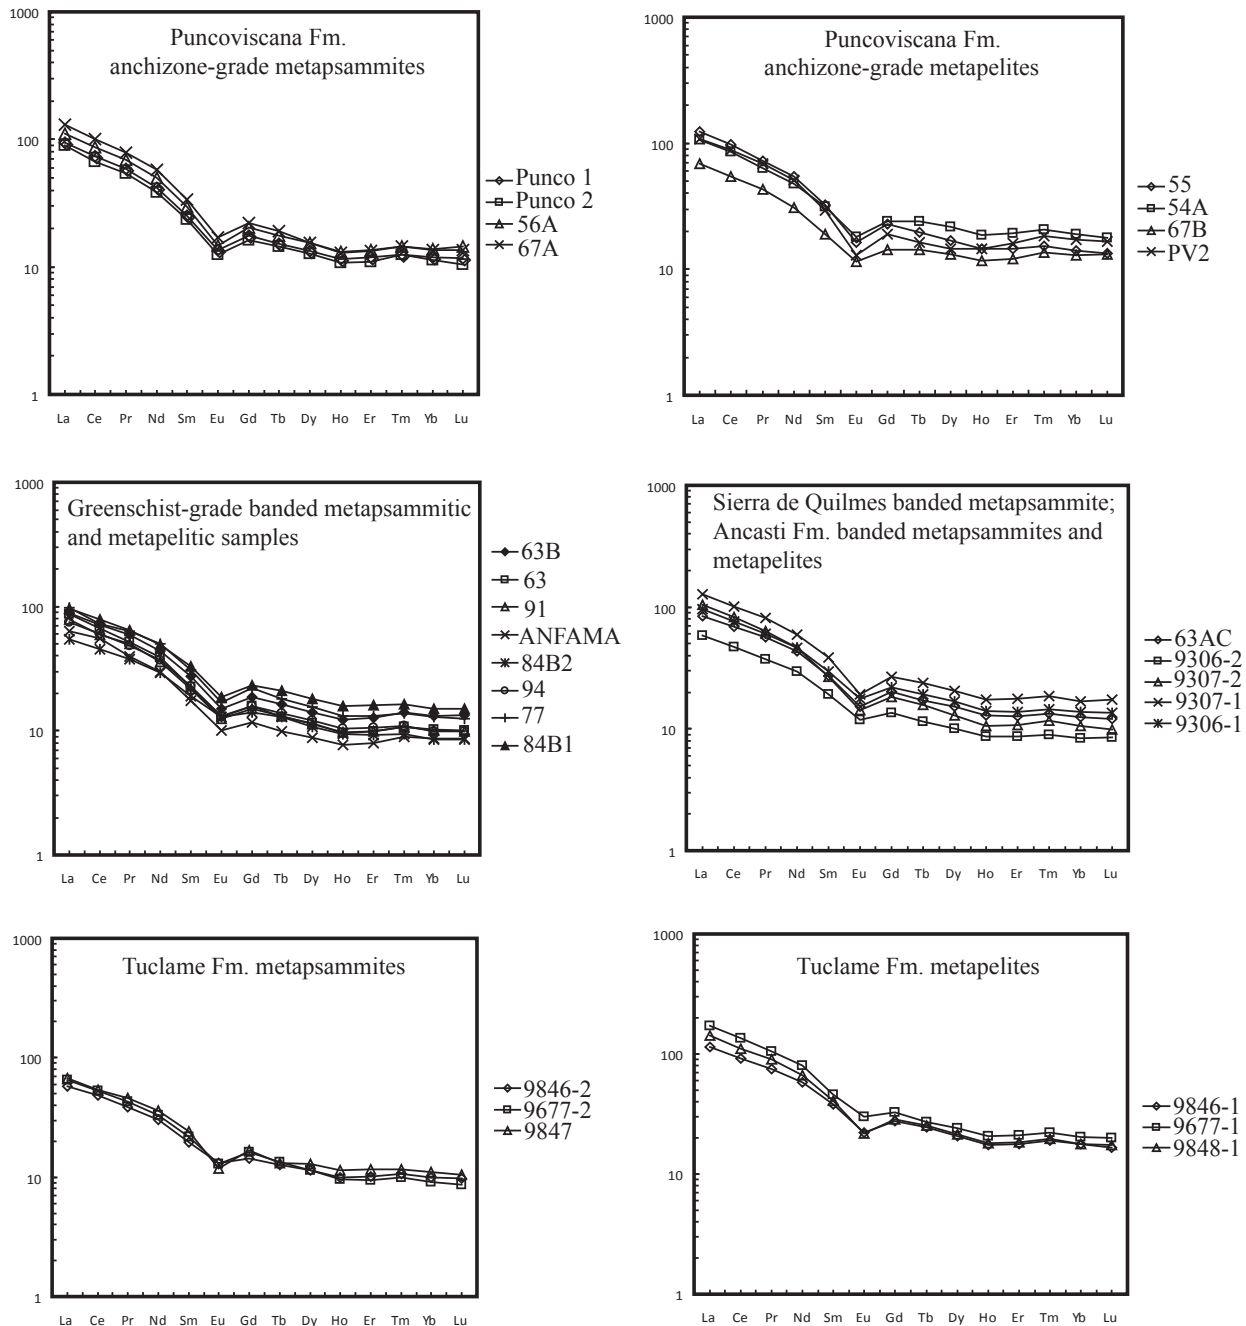 Puncoviscana Fm.
anchizone-grade metapsammites
1000
100
10
1
La Ce Pr Nd Sm Eu Gd Tb Dy Ho Er Tm Yb Lu
Punco 1
Punco 2
56A
67A
Puncoviscana Fm.
anchizone-grade metapelites
1000
100
10
1
La Ce Pr Nd Sm Eu Gd Tb Dy Ho Er Tm Yb Lu
55
54A
67B
PV2
Greenschist-grade banded metapsammitic
and metapelitic samples
1000
100
10
1
La Ce Pr Nd Sm Eu Gd Tb Dy Ho Er Tm Yb Lu
63B
63
91
ANFAMA
84B2
94
77
84B1
Sierra de Quilmes banded metapsammite;
Ancasti Fm. banded metapsammites and
metapelites
1000
100
10
1
La Ce Pr Nd Sm Eu Gd Tb Dy Ho Er Tm Yb Lu
63AC
9306-2
9307-2
9307-1
9306-1
Tuclame Fm. metapsammites
1000
100
10
1
La Ce Pr Nd Sm Eu Gd Tb Dy Ho Er Tm Yb Lu
9846-2
9677-2
9847
Tuclame Fm. metapelites
1000
100
10
1
La Ce Pr Nd Sm Eu Gd Tb Dy Ho Er Tm Yb Lu
9846-1
9677-1
9848-1